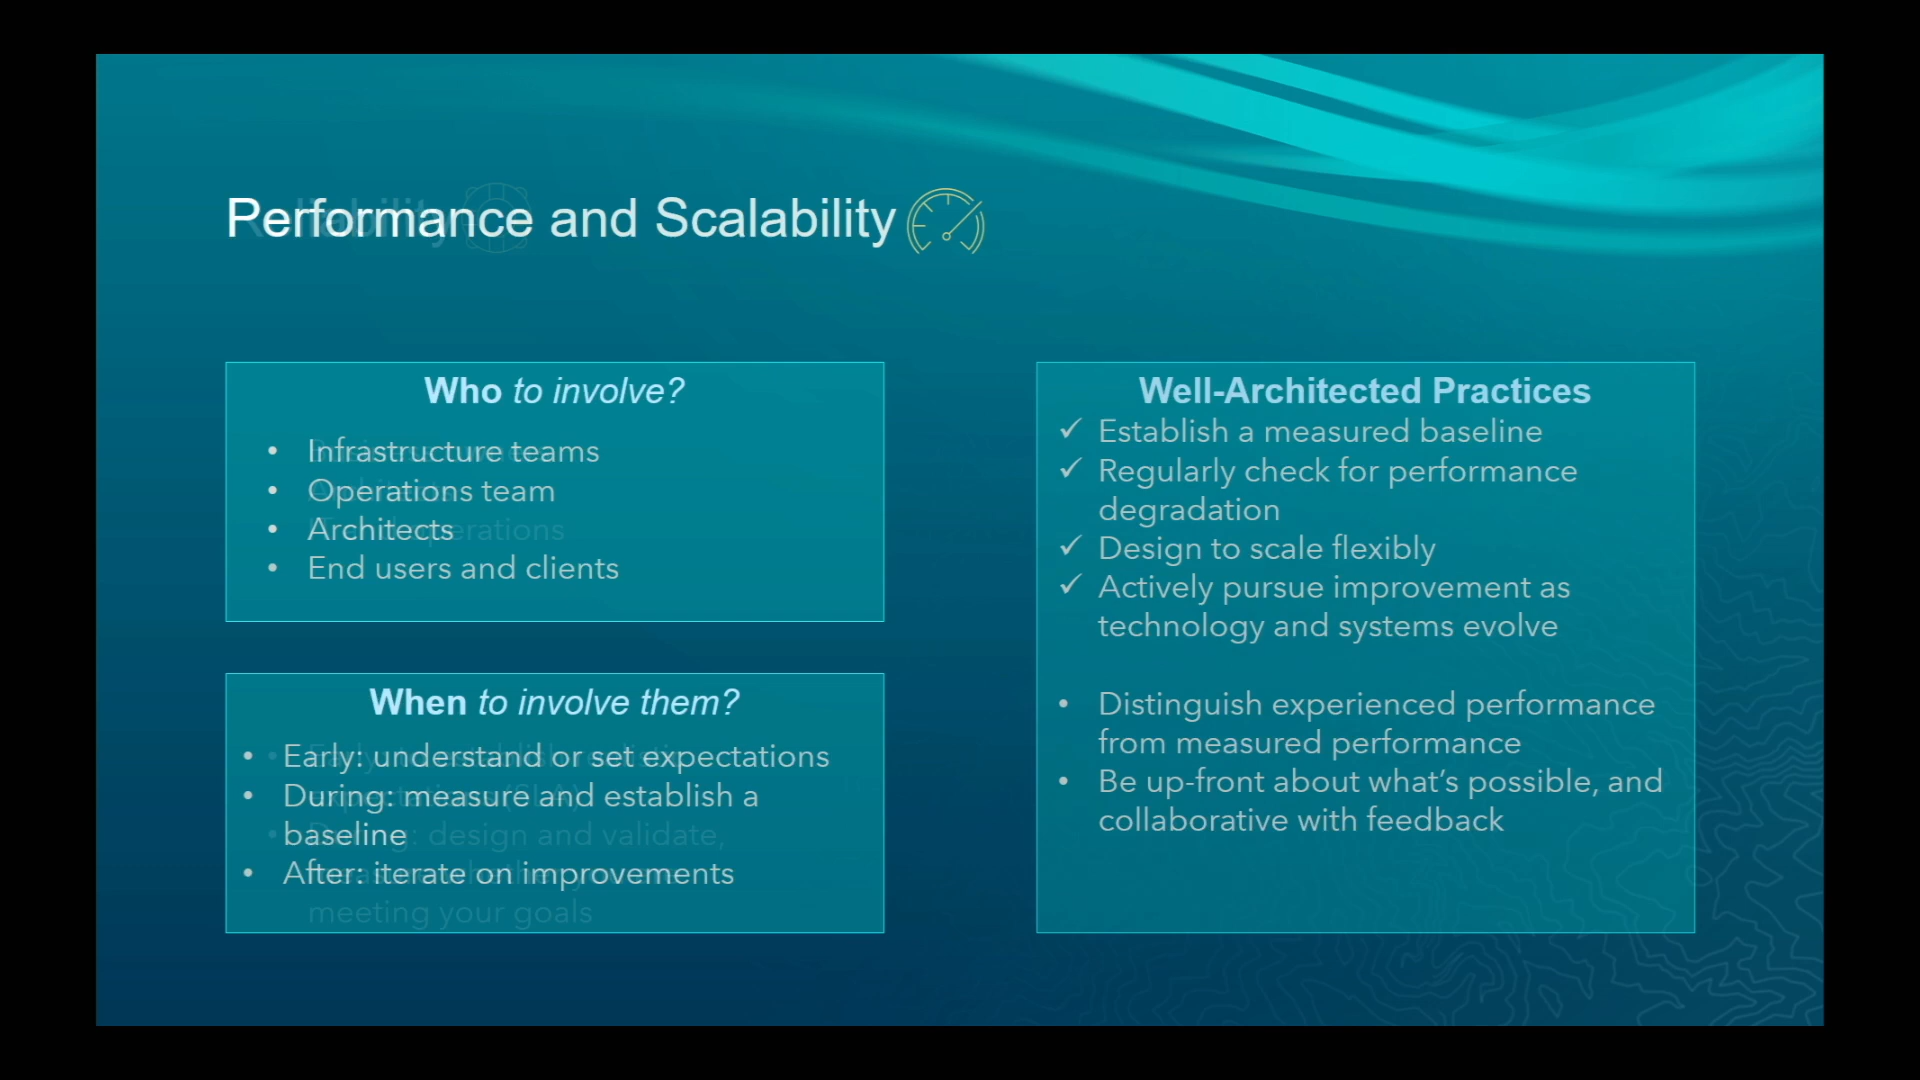 Performance and Scalability
Who to involve?
• Infrastructure teams
• Operations team
• Architects
• End users and clients
When to involve them?
• Early: understand or set expectations
• During: measure and establish a
baseline
• After: iterate on improvements
meeting your goals
Well-Architected Practices
✓ Establish a measured baseline
✓ Regularly check for performance
degradation
✓ Design to scale flexibly
✓ Actively pursue improvement as
technology and systems evolve
• Distinguish experienced performance
from measured performance
• Be up-front about what's possible, and
collaborative with feedback